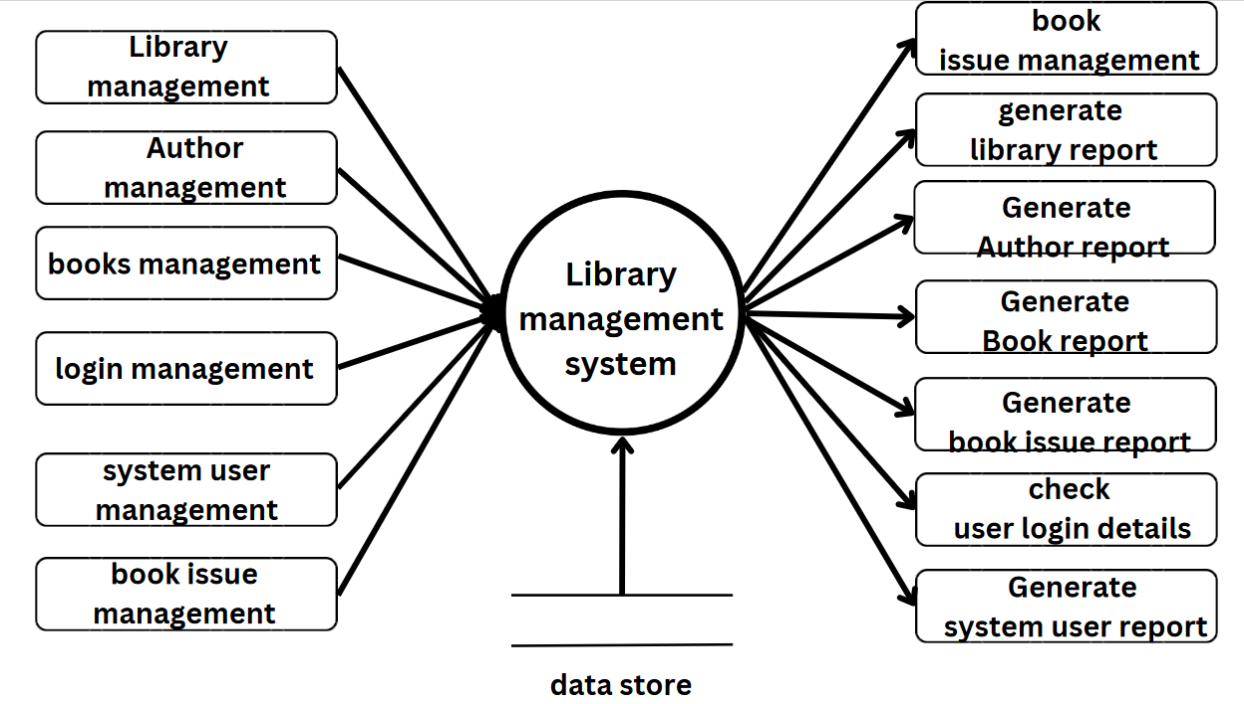 Library
management
Author
management
books management
login management
system user
management
book issue
management
Library
management
system
data store
book
issue management
generate
library report
Generate
Author report
Generate
Book report
Generate
book issue report
check
user login details
Generate
system user report